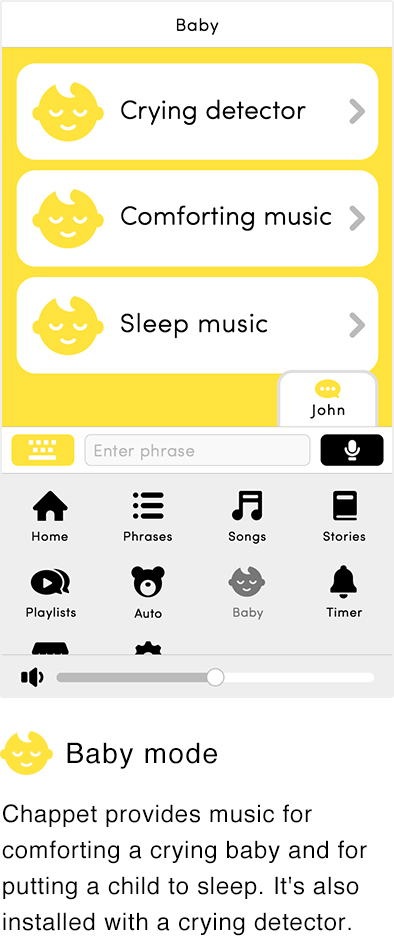 Baby
Crying detector
Comforting music
Sleep music
John
Enter phrase
Home Phrases Songs Stories
Playlists Auto Baby Timer
Baby mode
Chappet provides music for
comforting a crying baby and for
putting a child to sleep. It's also
installed with a crying detector.